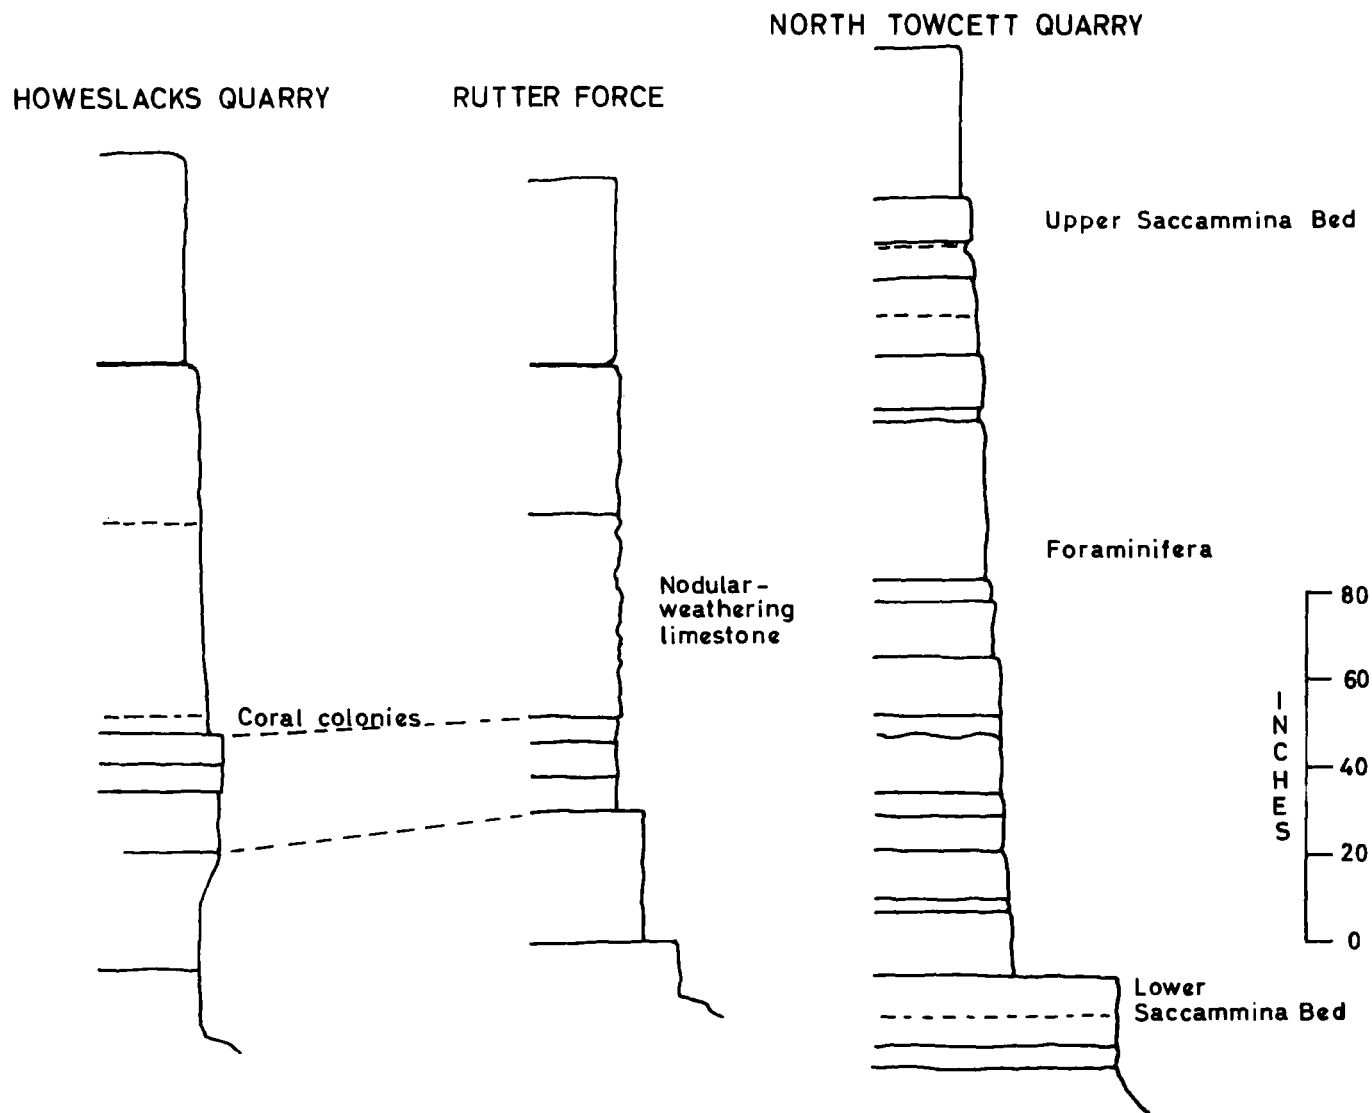 NORTH TOWCETT QUARRY
HOWESLACKS QUARRY
RUTTER FORCE
Upper Saccammina Bed
Foraminifera
Nodular-
weathering
limestone
Coral colonies
80
60
40
20
0
INCHES
Lower
Saccammina Bed